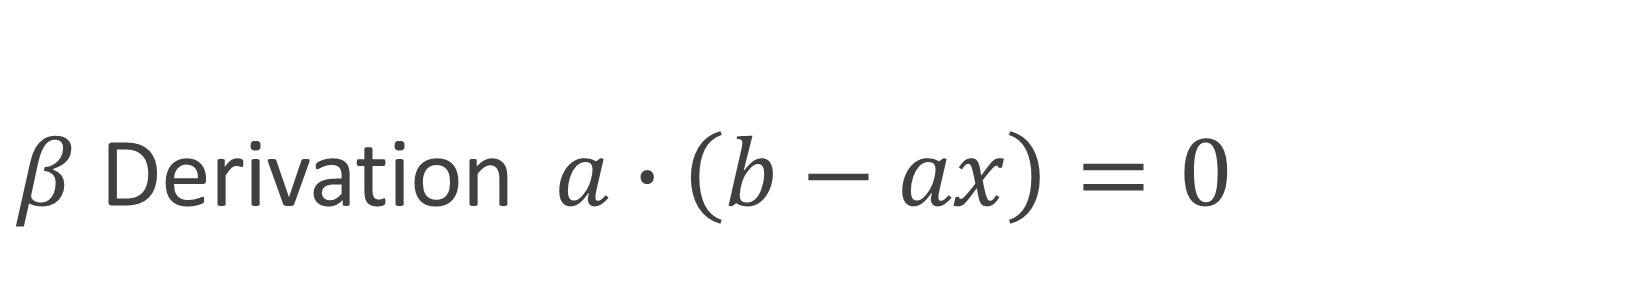 β Derivation a · (b − ax) = 0